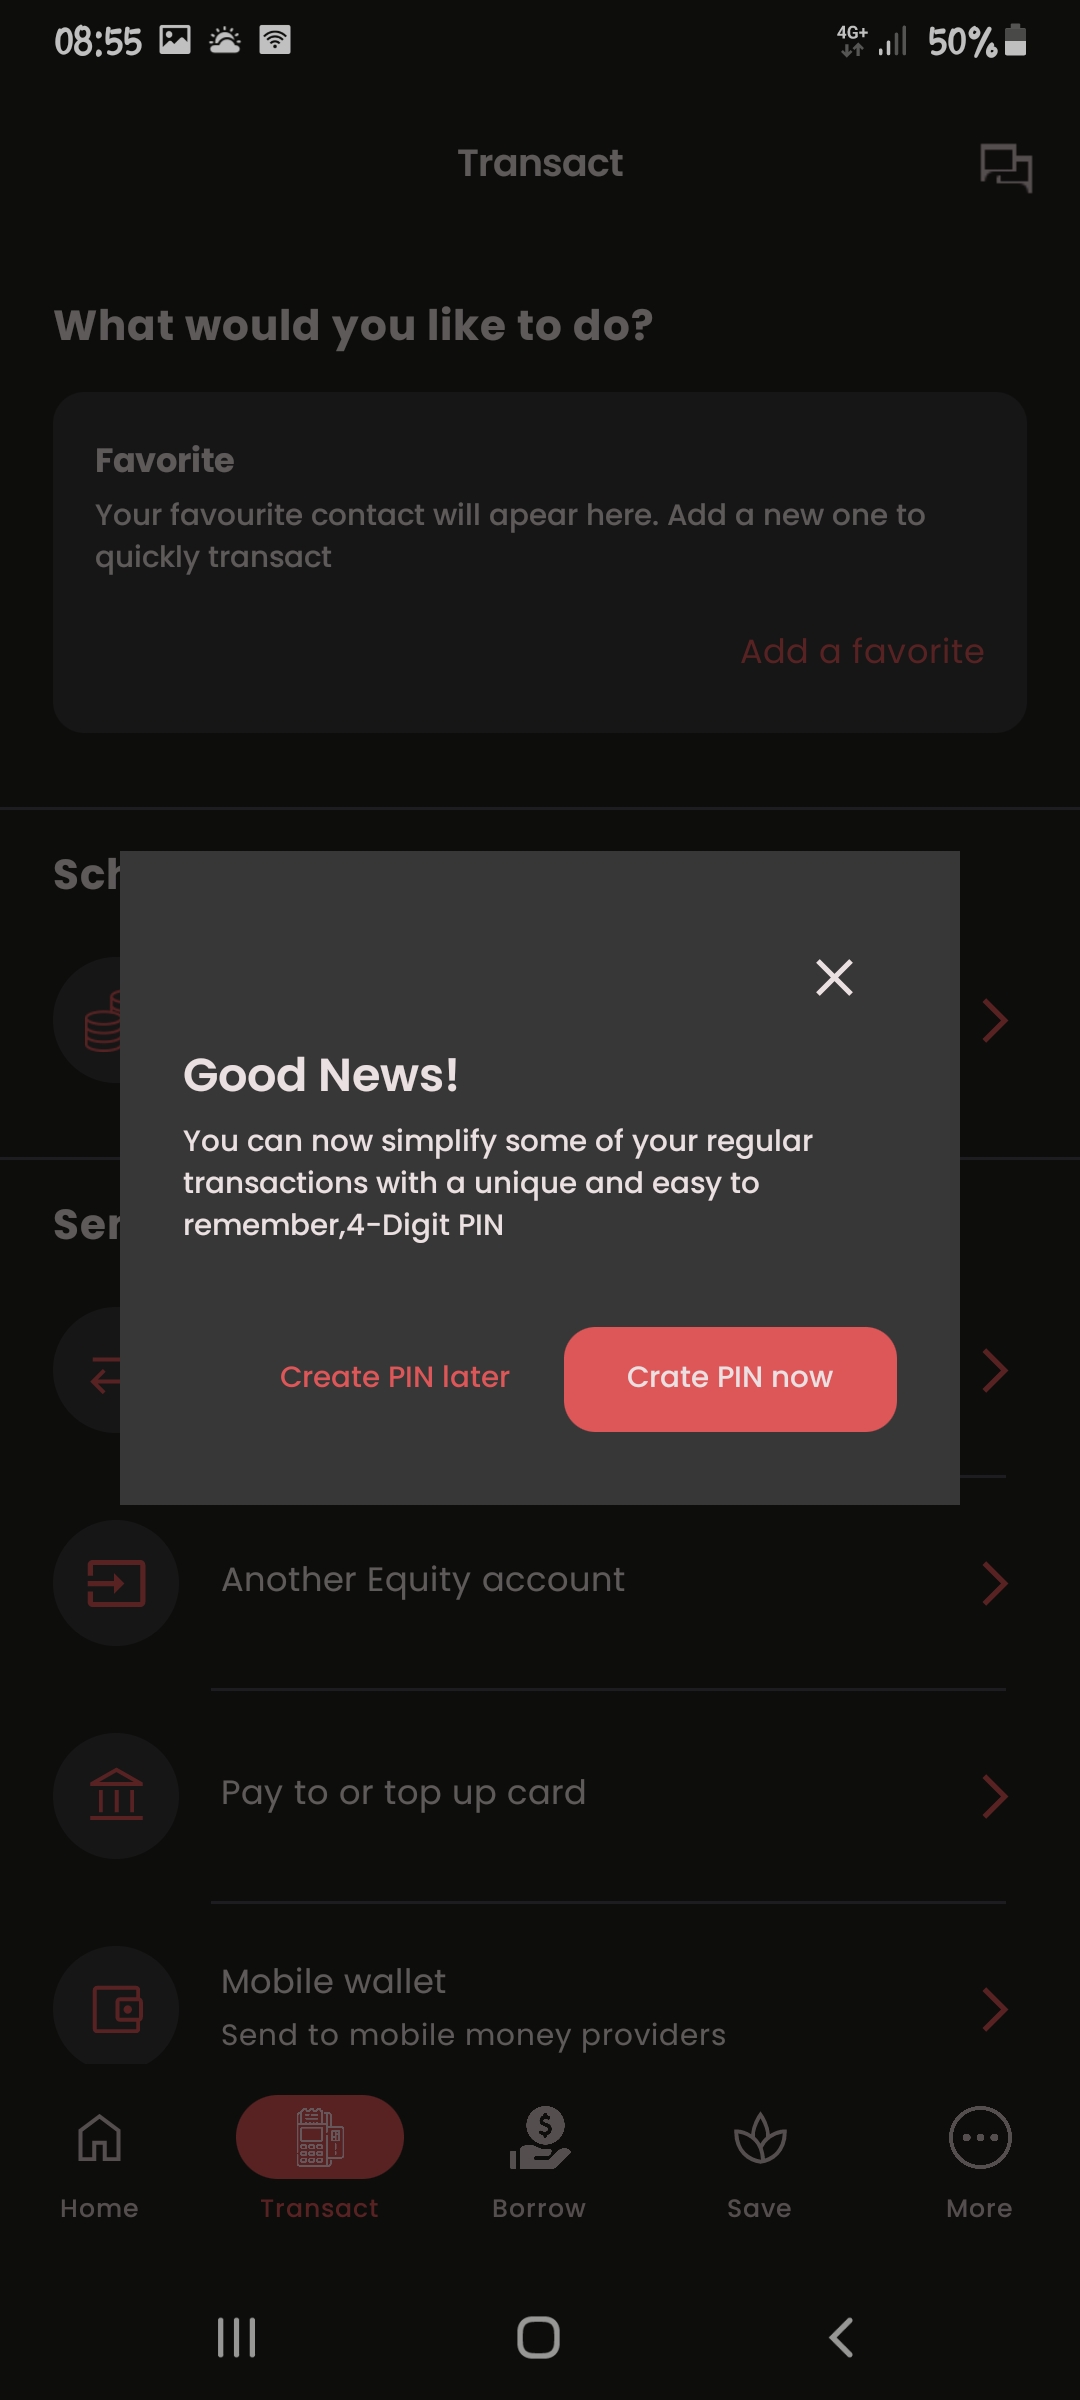 08:55
4G+
50%
Transact
What would you like to do?
Favorite
Your favourite contact will apear here. Add a new one to
quickly transact
Add a favorite
Good News!
You can now simplify some of your regular
transactions with a unique and easy to
remember,4-Digit PIN
Create PIN later
Crate PIN now
Another Equity account
Pay to or top up card
Mobile wallet
Send to mobile money providers
Home
Transact
Borrow
Save
More